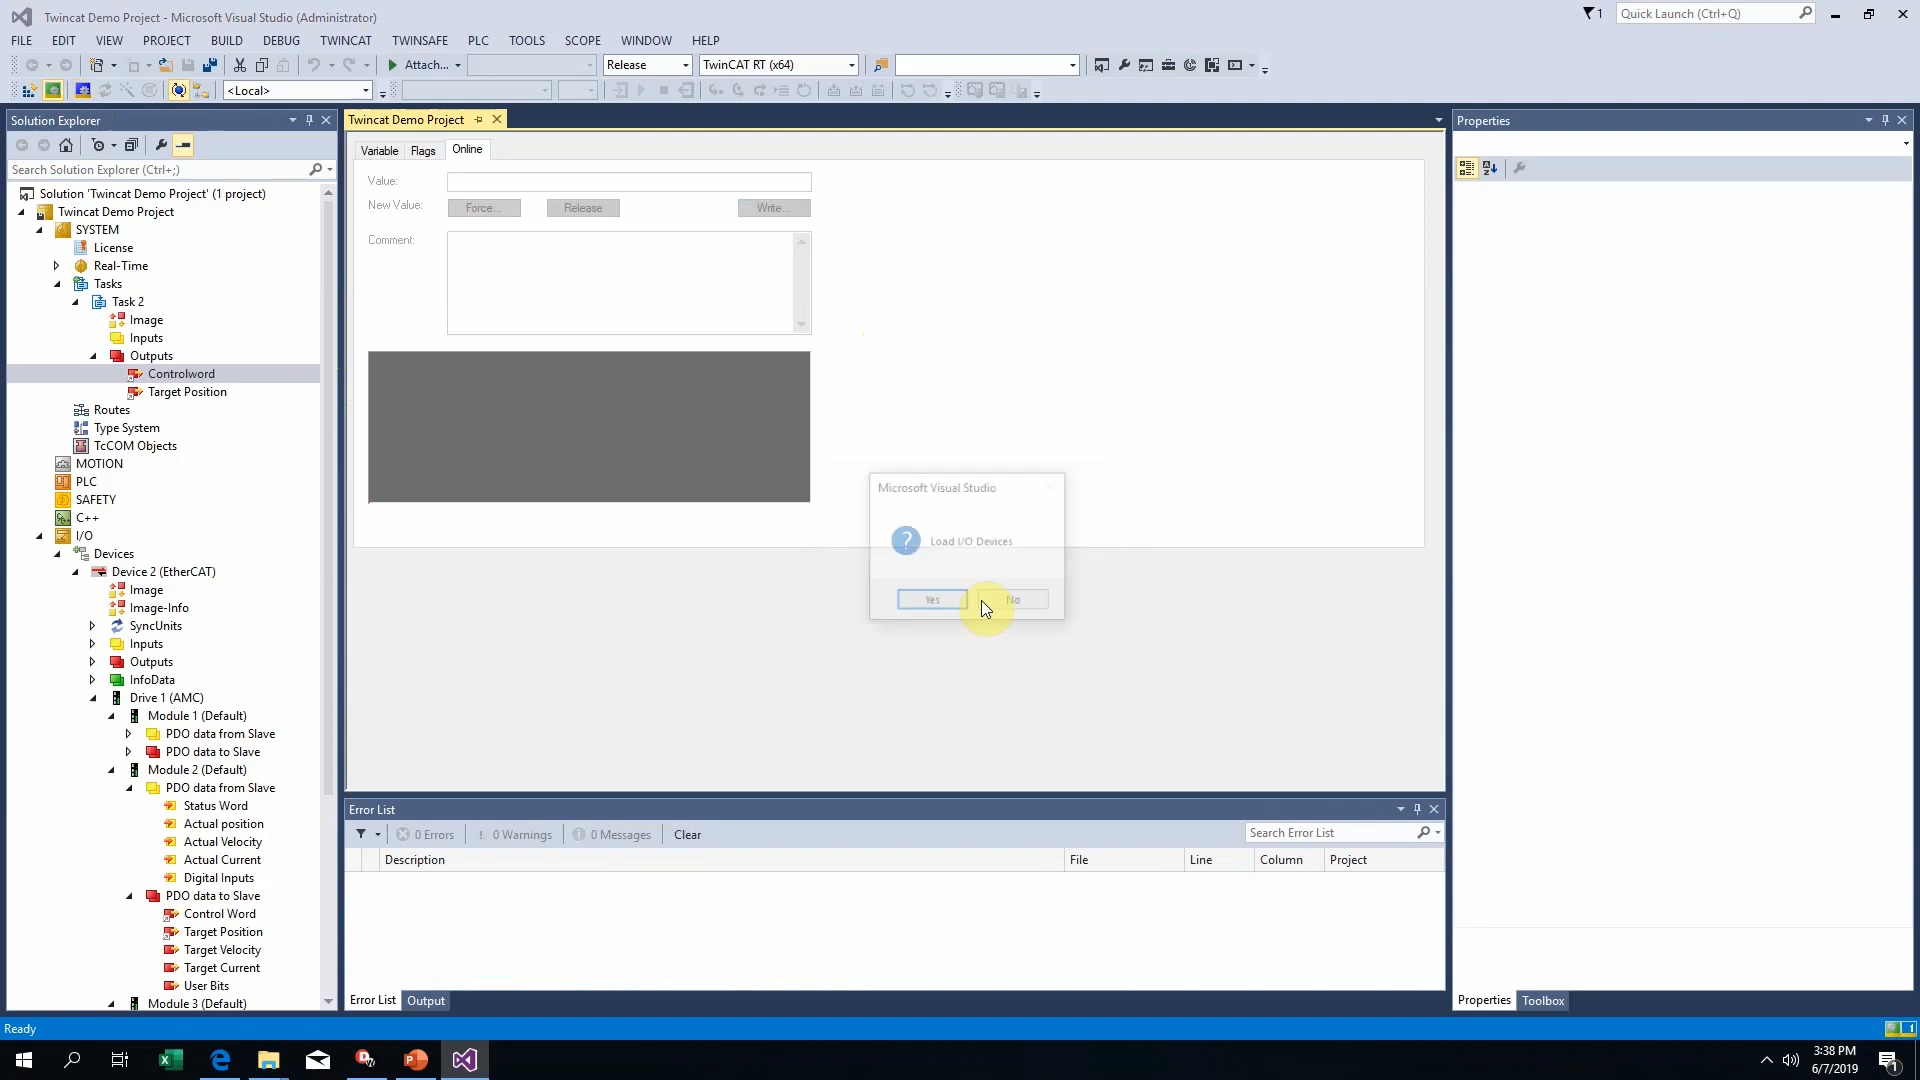 Twincat Demo Project - Microsoft Visual Studio (Administrator)
1
Quick Launch (Ctrl+Q)
FILE EDIT VIEW PROJECT BUILD DEBUG TWINCAT TWINSAFE PLC TOOLS SCOPE WINDOW HELP
Attach... Release TwinCAT RT (x64)
<Local>
Solution Explorer
Search Solution Explorer (Ctrl+;)
Solution 'Twincat Demo Project' (1 project)
Twincat Demo Project
SYSTEM
License
Real-Time
Tasks
Task 2
Image
Inputs
Outputs
Controlword
Target Position
Routes
Type System
TcCOM Objects
MOTION
PLC
SAFETY
C++
I/O
Devices
Device 2 (EtherCAT)
Image
Image-Info
SyncUnits
Inputs
Outputs
InfoData
Drive 1 (AMC)
Module 1 (Default)
PDO data from Slave
PDO data to Slave
Module 2 (Default)
PDO data from Slave
Status Word
Actual position
Actual Velocity
Actual Current
Digital Inputs
PDO data to Slave
Control Word
Target Position
Target Velocity
Target Current
User Bits
Module 3 (Default)
Twincat Demo Project
Variable Flags Online
Value:
New Value: Force... Release Write...
Comment:
Microsoft Visual Studio
? Load I/O Devices
Yes No
Error List
0 Errors ! 0 Warnings 0 Messages Clear
Search Error List
Description File Line Column Project
Error List Output
Properties
Properties Toolbox
Ready
1
3:38 PM
6/7/2019
1